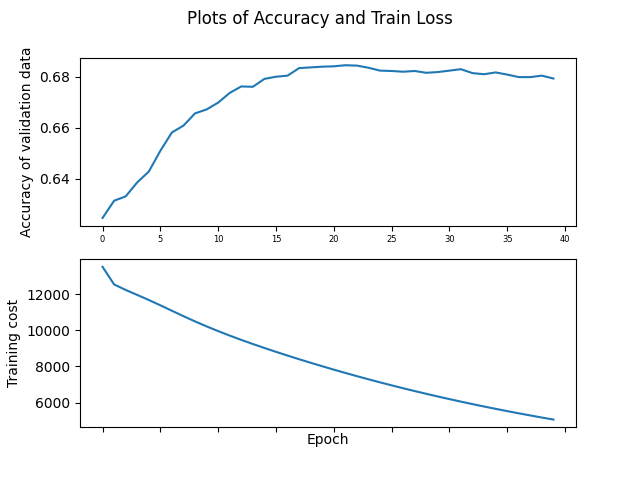 Plots of Accuracy and Train Loss
Accuracy of validation data
0.68
0.66
0.64
0 5 10 15 20 25 30 35 40
Training cost
12000
10000
8000
6000
Epoch